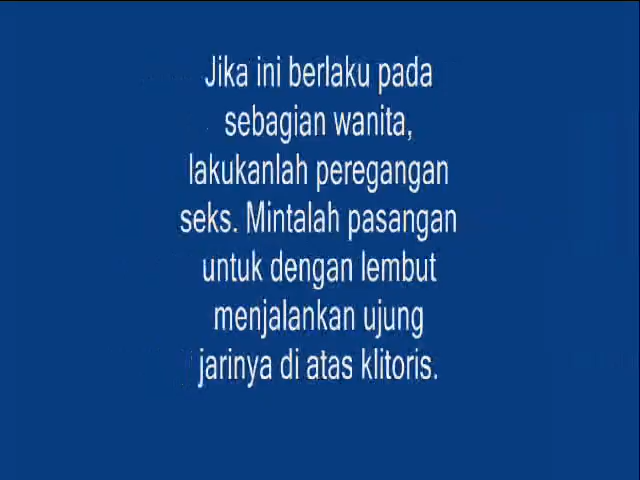 Jika ini berlaku pada
sebagian wanita,
lakukanlah peregangan
seks. Mintalah pasangan
untuk dengan lembut
menjalankan ujung
jarinya di atas klitoris.